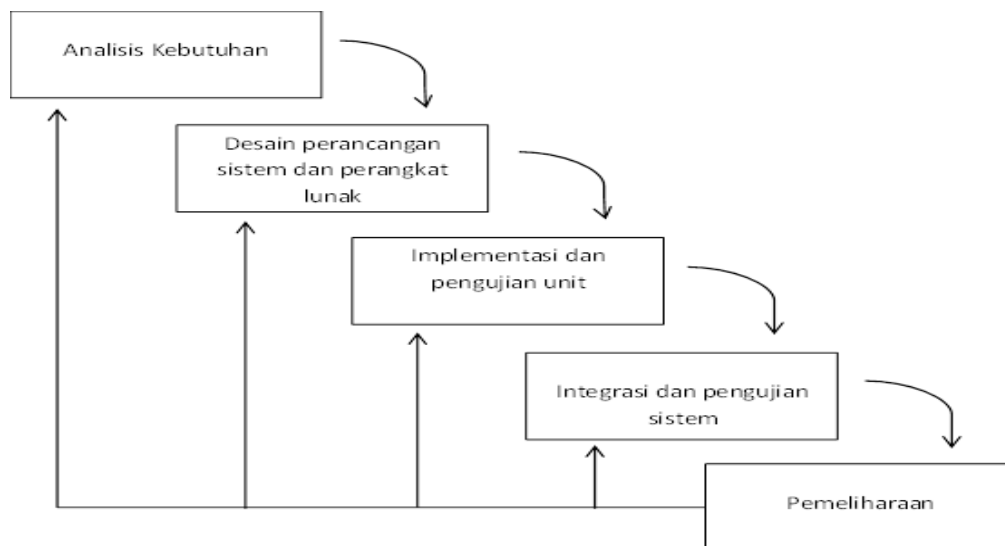 Analisis Kebutuhan
Desain perancangan
sistem dan perangkat
lunak
Implementasi dan
pengujian unit
Integrasi dan pengujian
sistem
Pemeliharaan